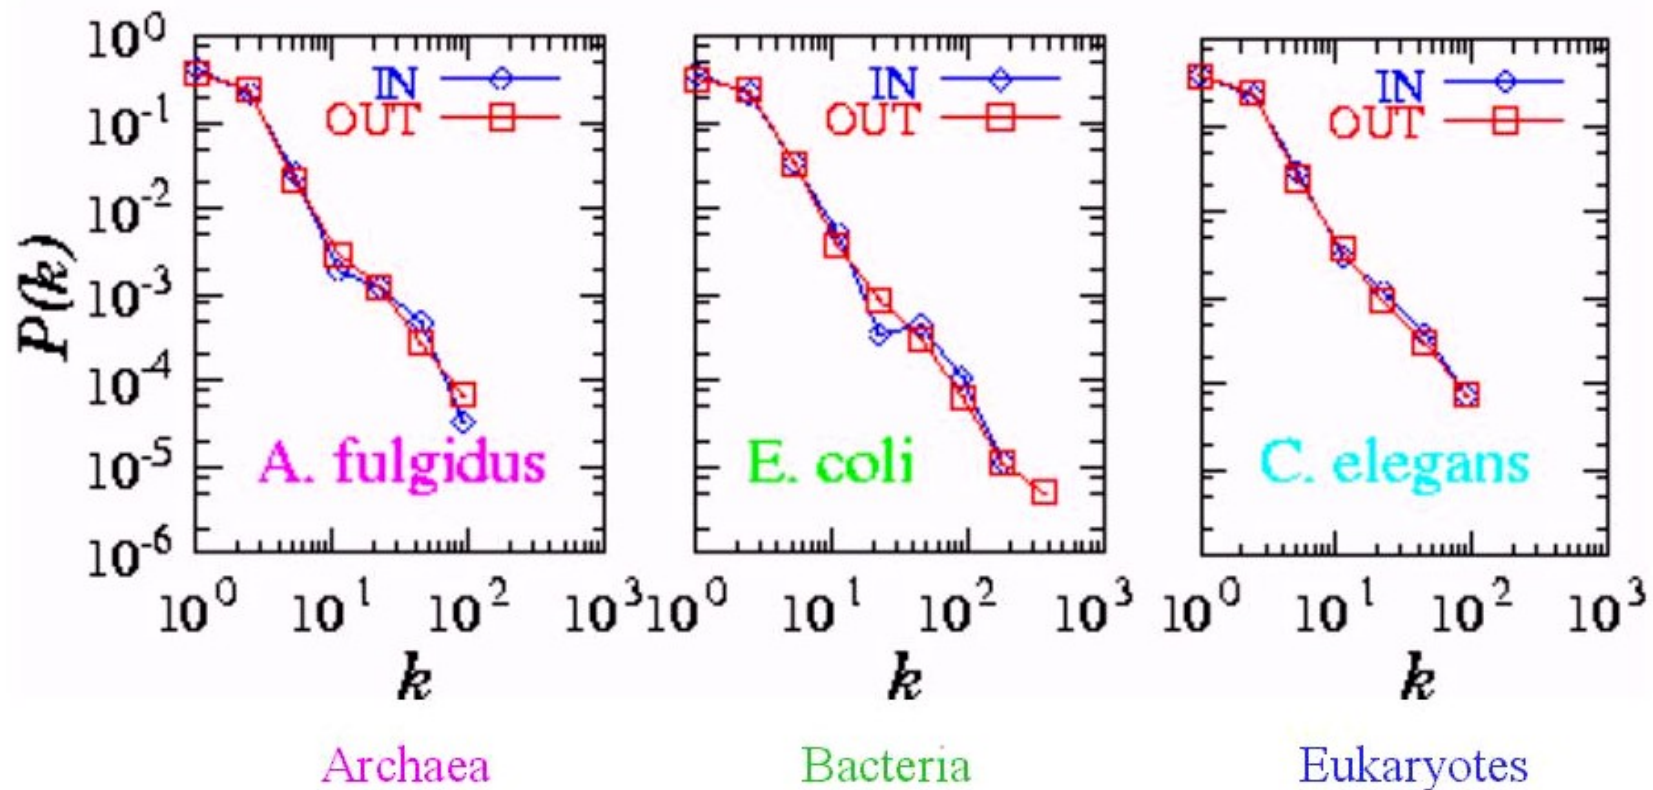 P(k)
10^0
10^-1
10^-2
10^-3
10^-4
10^-5
10^-6
IN
OUT
A. fulgidus
10^0 10^1 10^2 10^3
k
IN
OUT
E. coli
10^0 10^1 10^2 10^3
k
IN
OUT
C. elegans
10^0 10^1 10^2 10^3
k
Archaea
Bacteria
Eukaryotes